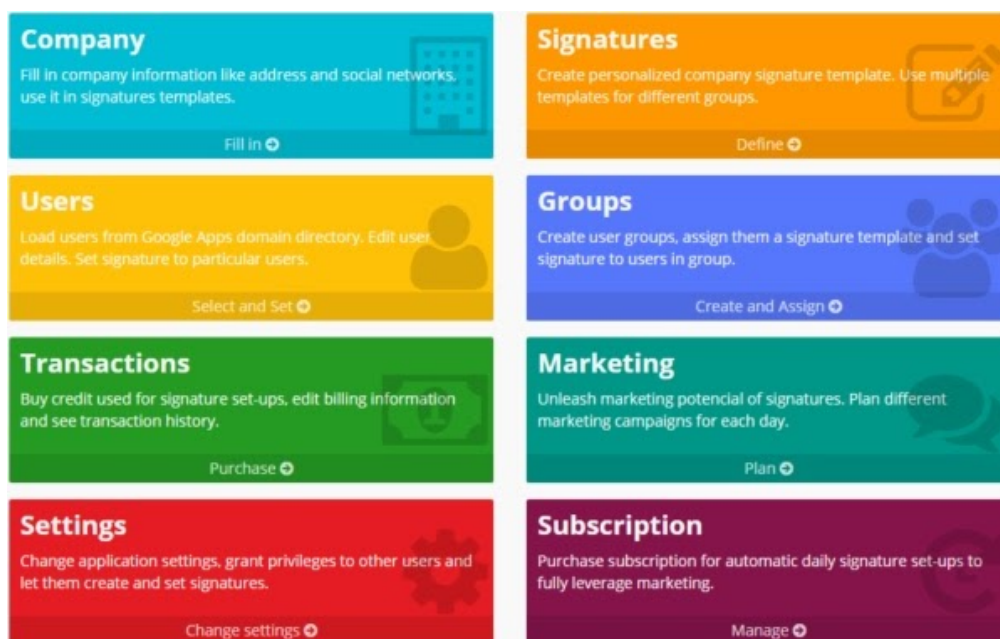 Company
Fill in company information like address and social networks,
use it in signatures templates.
Fill in
Signatures
Create personalized company signature template. Use multiple
templates for different groups.
Define
Users
Load users from Google Apps domain directory. Edit user
details. Set signature to particular users.
Select and Set
Groups
Create user groups, assign them a signature template and set
signature to users in group.
Create and Assign
Transactions
Buy credit used for signature set-ups, edit billing information
and see transaction history.
Purchase
Marketing
Unleash marketing potencial of signatures. Plan different
marketing campaigns for each day.
Plan
Settings
Change application settings, grant privileges to other users and
let them create and set signatures.
Change settings
Subscription
Purchase subscription for automatic daily signature set-ups to
fully leverage marketing.
Manage